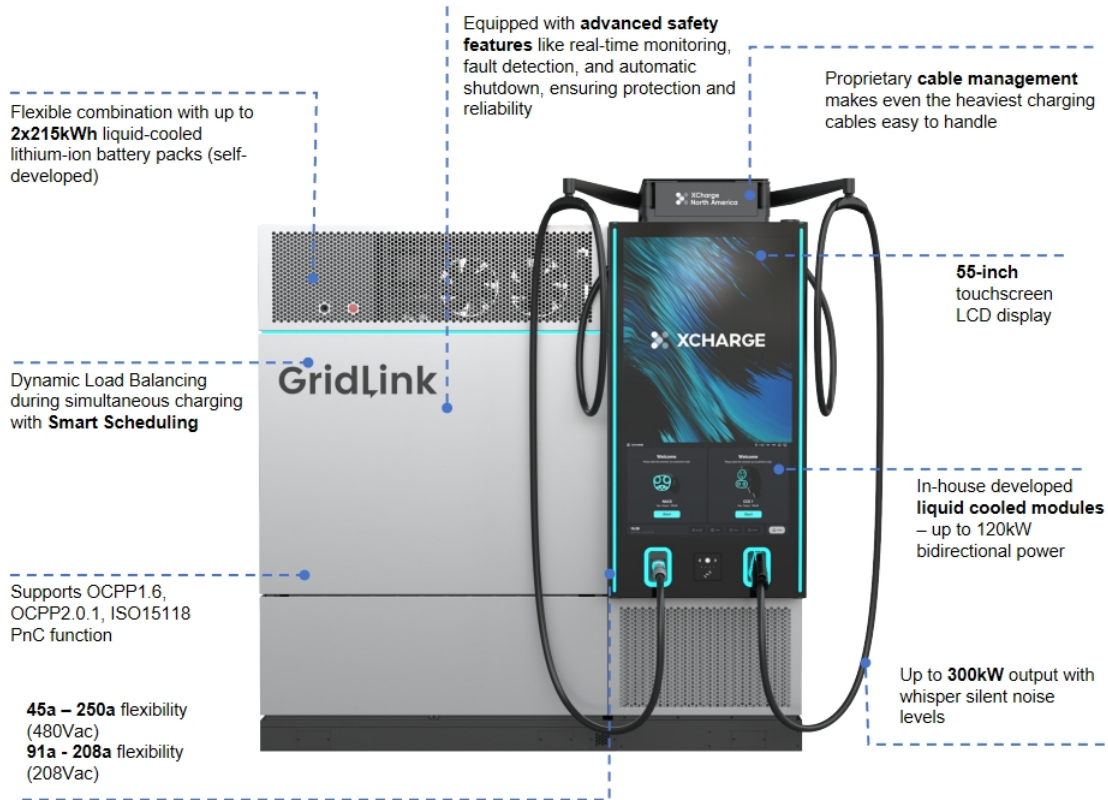 Equipped with advanced safety
features like real-time monitoring,
fault detection, and automatic
shutdown, ensuring protection and
reliability
Proprietary cable management
makes even the heaviest charging
cables easy to handle
Flexible combination with up to
2x215kWh liquid-cooled
lithium-ion battery packs (self-
developed)
XCharge
North America
55-inch
touchscreen
LCD display
XCHARGE
GridLink
Dynamic Load Balancing
during simultaneous charging
with Smart Scheduling
Welcome
Welcome
In-house developed
liquid cooled modules
– up to 120kW
bidirectional power
Supports OCPP1.6,
OCPP2.0.1, ISO15118
PnC function
Up to 300kW output with
whisper silent noise
levels
45a – 250a flexibility
(480Vac)
91a - 208a flexibility
(208Vac)